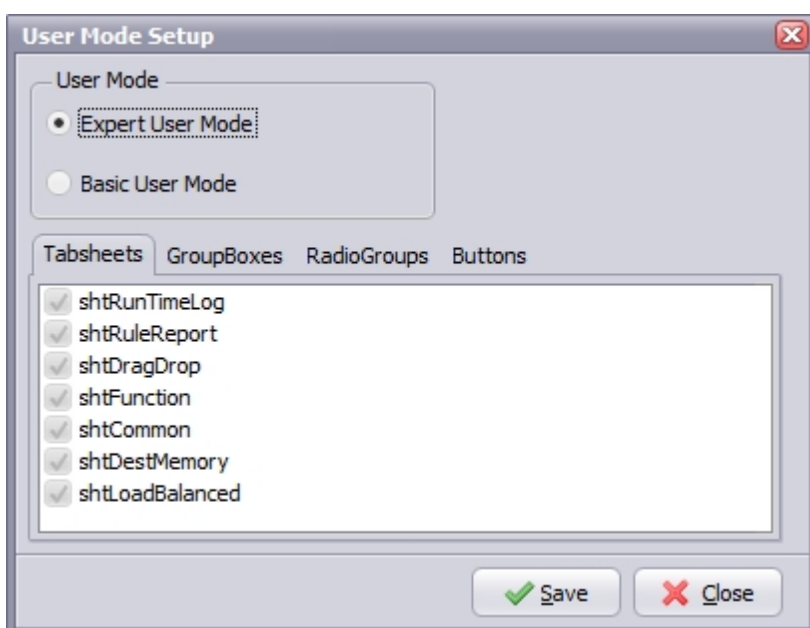 User Mode Setup
User Mode
Expert User Mode
Basic User Mode
Tabsheets GroupBoxes RadioGroups Buttons
shtRunTimeLog
shtRuleReport
shtDragDrop
shtFunction
shtCommon
shtDestMemory
shtLoadBalanced
Save Close